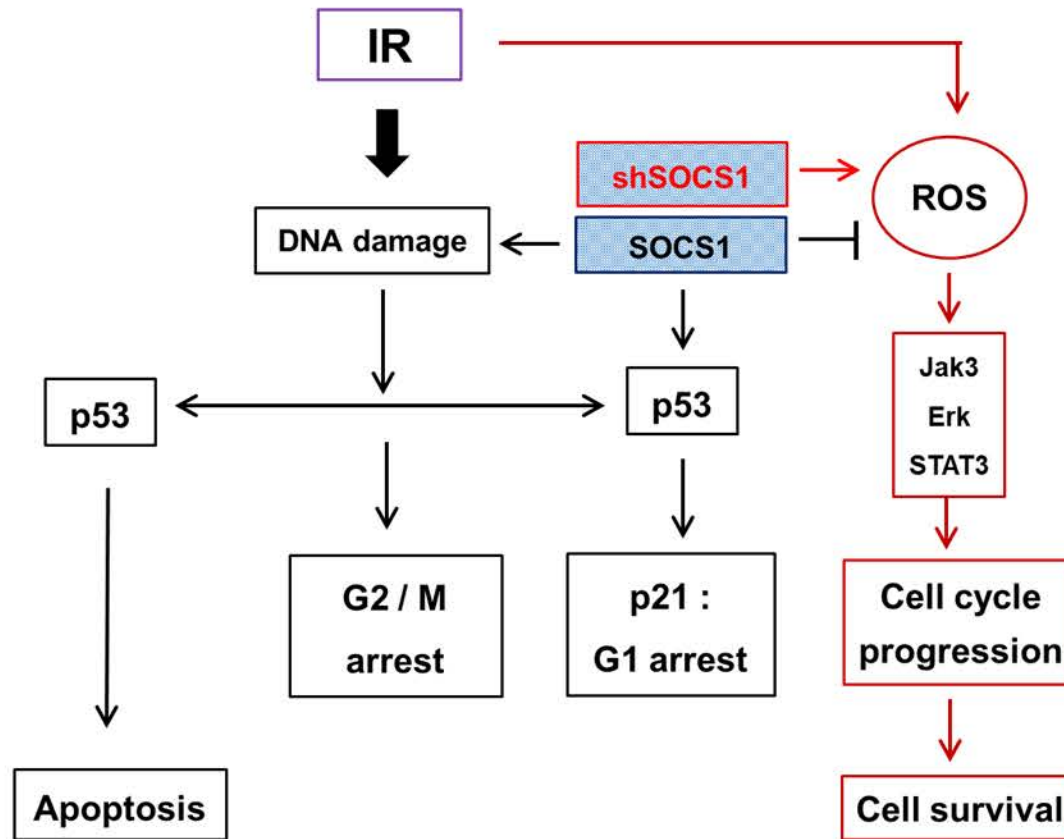 IR
shSOCS1
ROS
DNA damage
SOCS1
Jak3
Erk
STAT3
p53
p53
G2 / M
arrest
p21 :
G1 arrest
Cell cycle
progression
Apoptosis
Cell survival